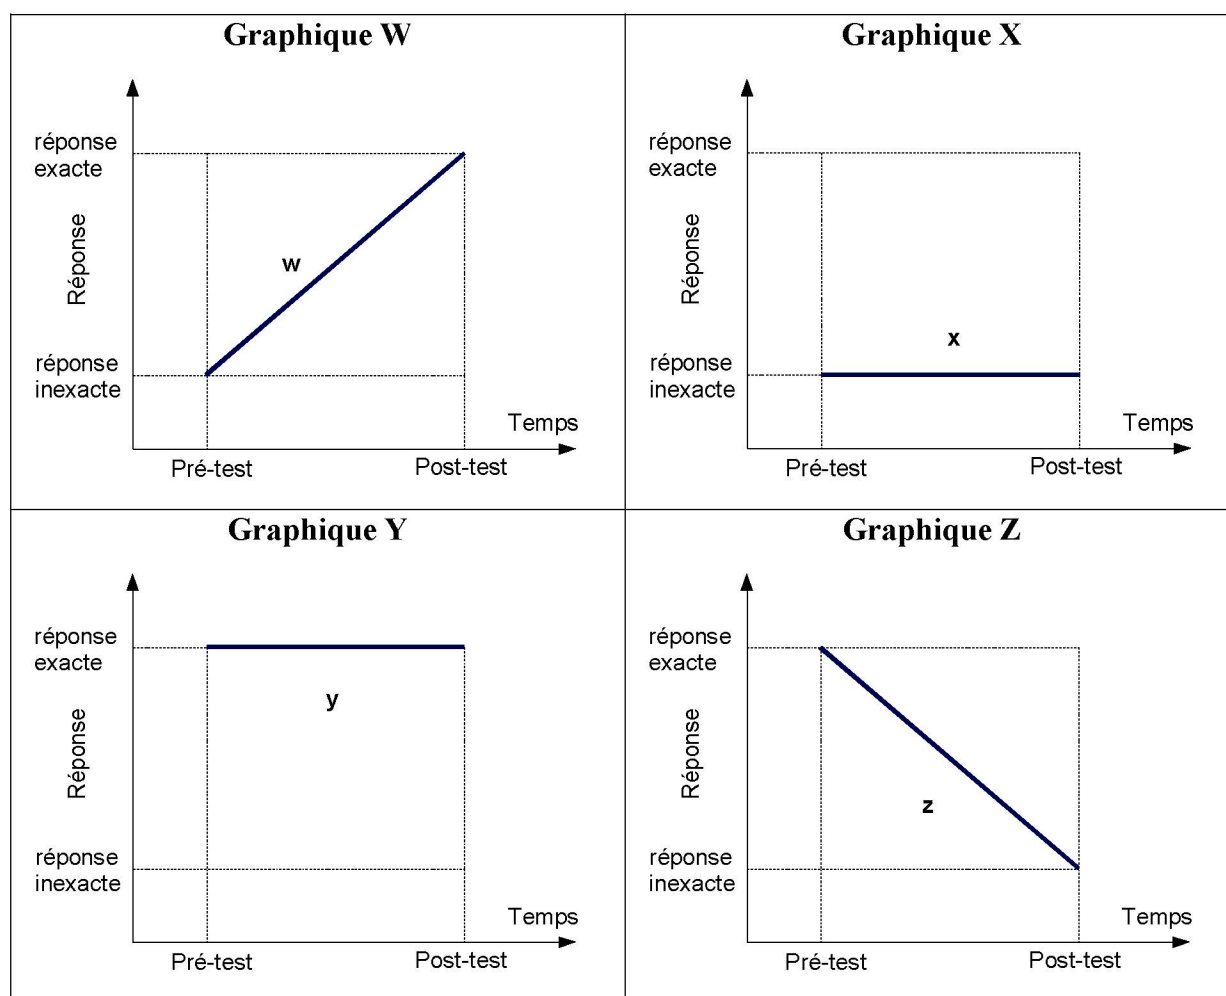 Graphique W
réponse
exacte
Réponse
w
réponse
inexacte
Temps
Pré-test
Post-test
Graphique X
réponse
exacte
Réponse
x
réponse
inexacte
Temps
Pré-test
Post-test
Graphique Y
réponse
exacte
Réponse
y
réponse
inexacte
Temps
Pré-test
Post-test
Graphique Z
réponse
exacte
Réponse
z
réponse
inexacte
Temps
Pré-test
Post-test